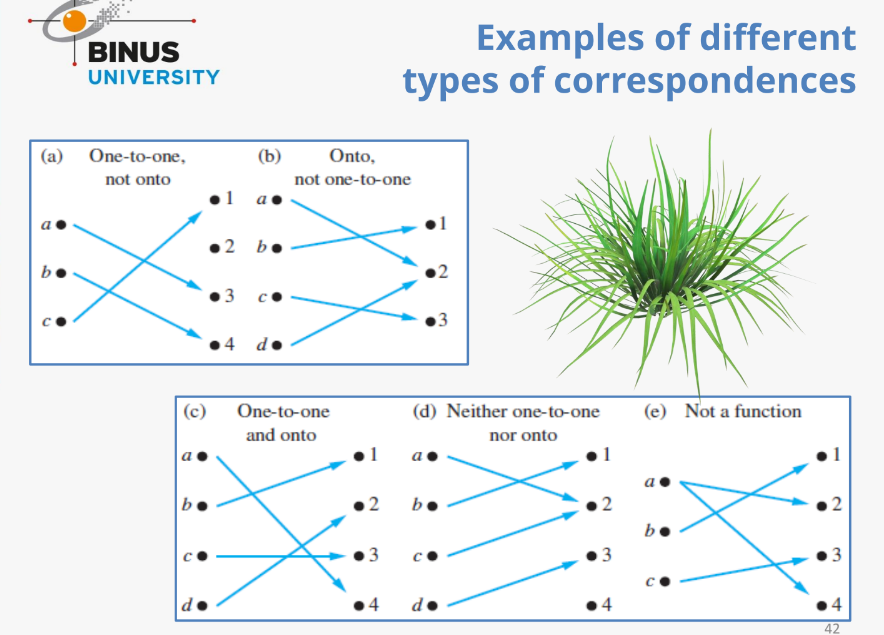 BINUS
UNIVERSITY
Examples of different
types of correspondences
(a) One-to-one,
not onto
a
b
c
1
2
3
4
(b) Onto,
not one-to-one
a
b
c
d
1
2
3
(c) One-to-one
and onto
a
b
c
d
1
2
3
4
(d) Neither one-to-one
nor onto
a
b
c
d
1
2
3
4
(e) Not a function
a
b
c
1
2
3
4
42